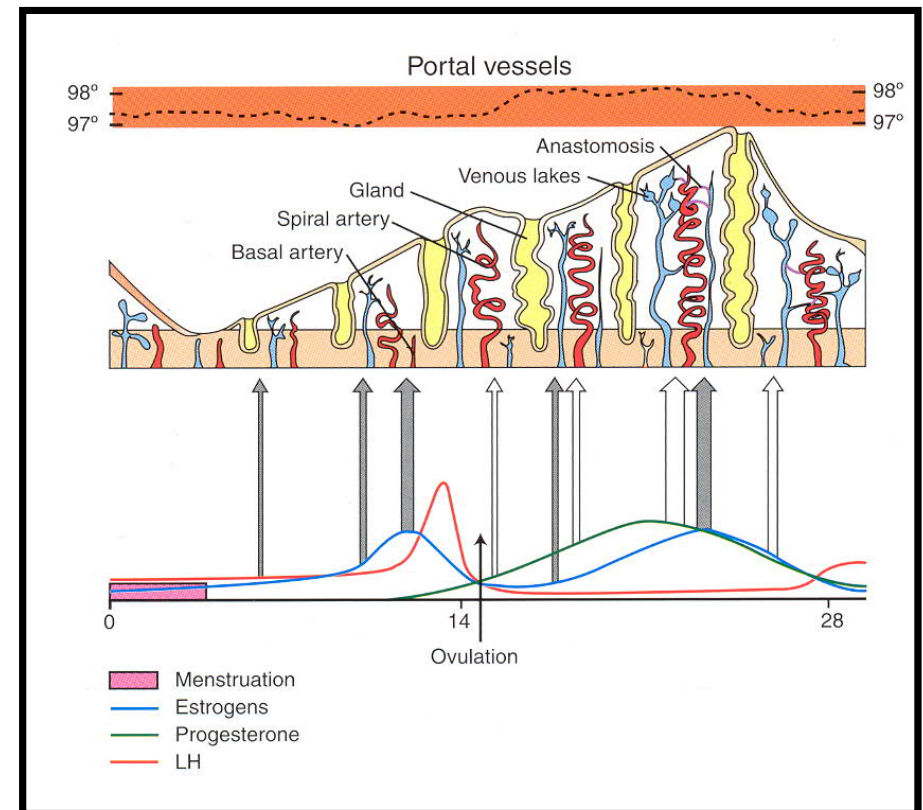 Portal vessels
98°
98°
97°
97°
Anastomosis
Venous lakes
Gland
Spiral artery
Basal artery
0
14
28
Ovulation
Menstruation
Estrogens
Progesterone
LH